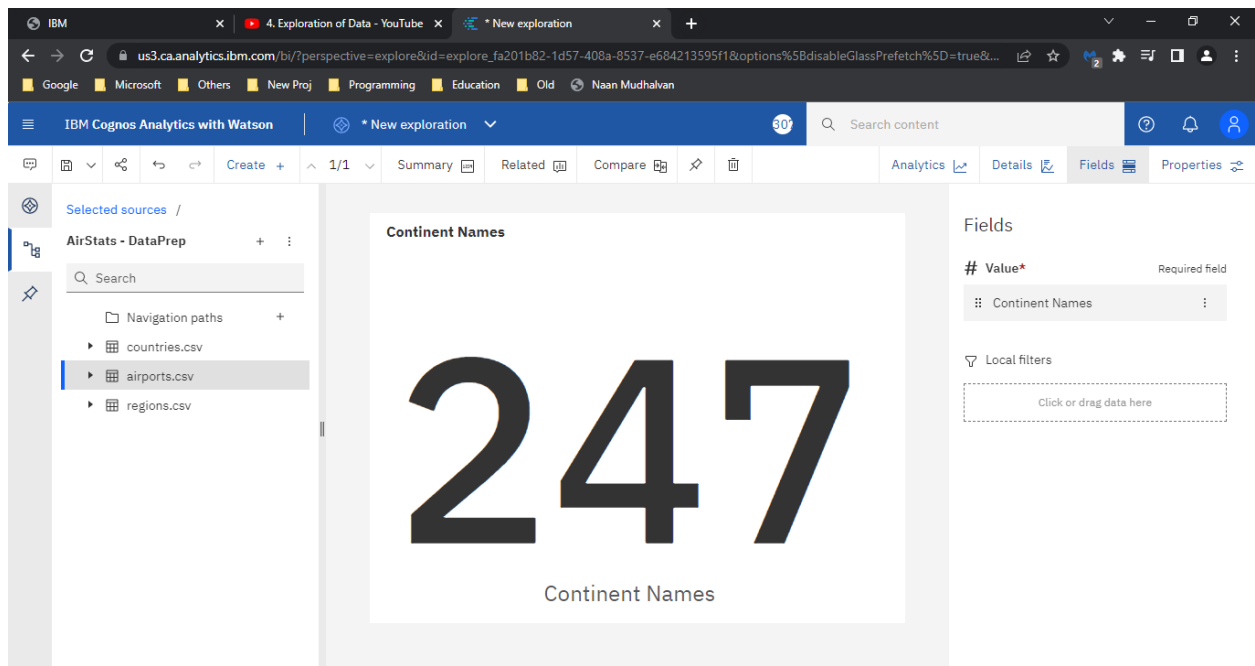 IBM
4. Exploration of Data - YouTube
* New exploration
us3.ca.analytics.ibm.com/bi/?perspective=explore&id=explore_fa201b82-1d57-408a-8537-e684213595f1&options%5BdisableGlassPrefetch%5D=true&...
2
Google Microsoft Others New Proj Programming Education Old Naan Mudhalvan
IBM Cognos Analytics with Watson
* New exploration
Search content
Create +
1/1
Summary
Related
Compare
Analytics
Details
Fields
Properties
Selected sources /
AirStats - DataPrep
Search
Navigation paths
countries.csv
airports.csv
regions.csv
Continent Names
247
Continent Names
Fields
# Value*
Required field
Continent Names
Local filters
Click or drag data here